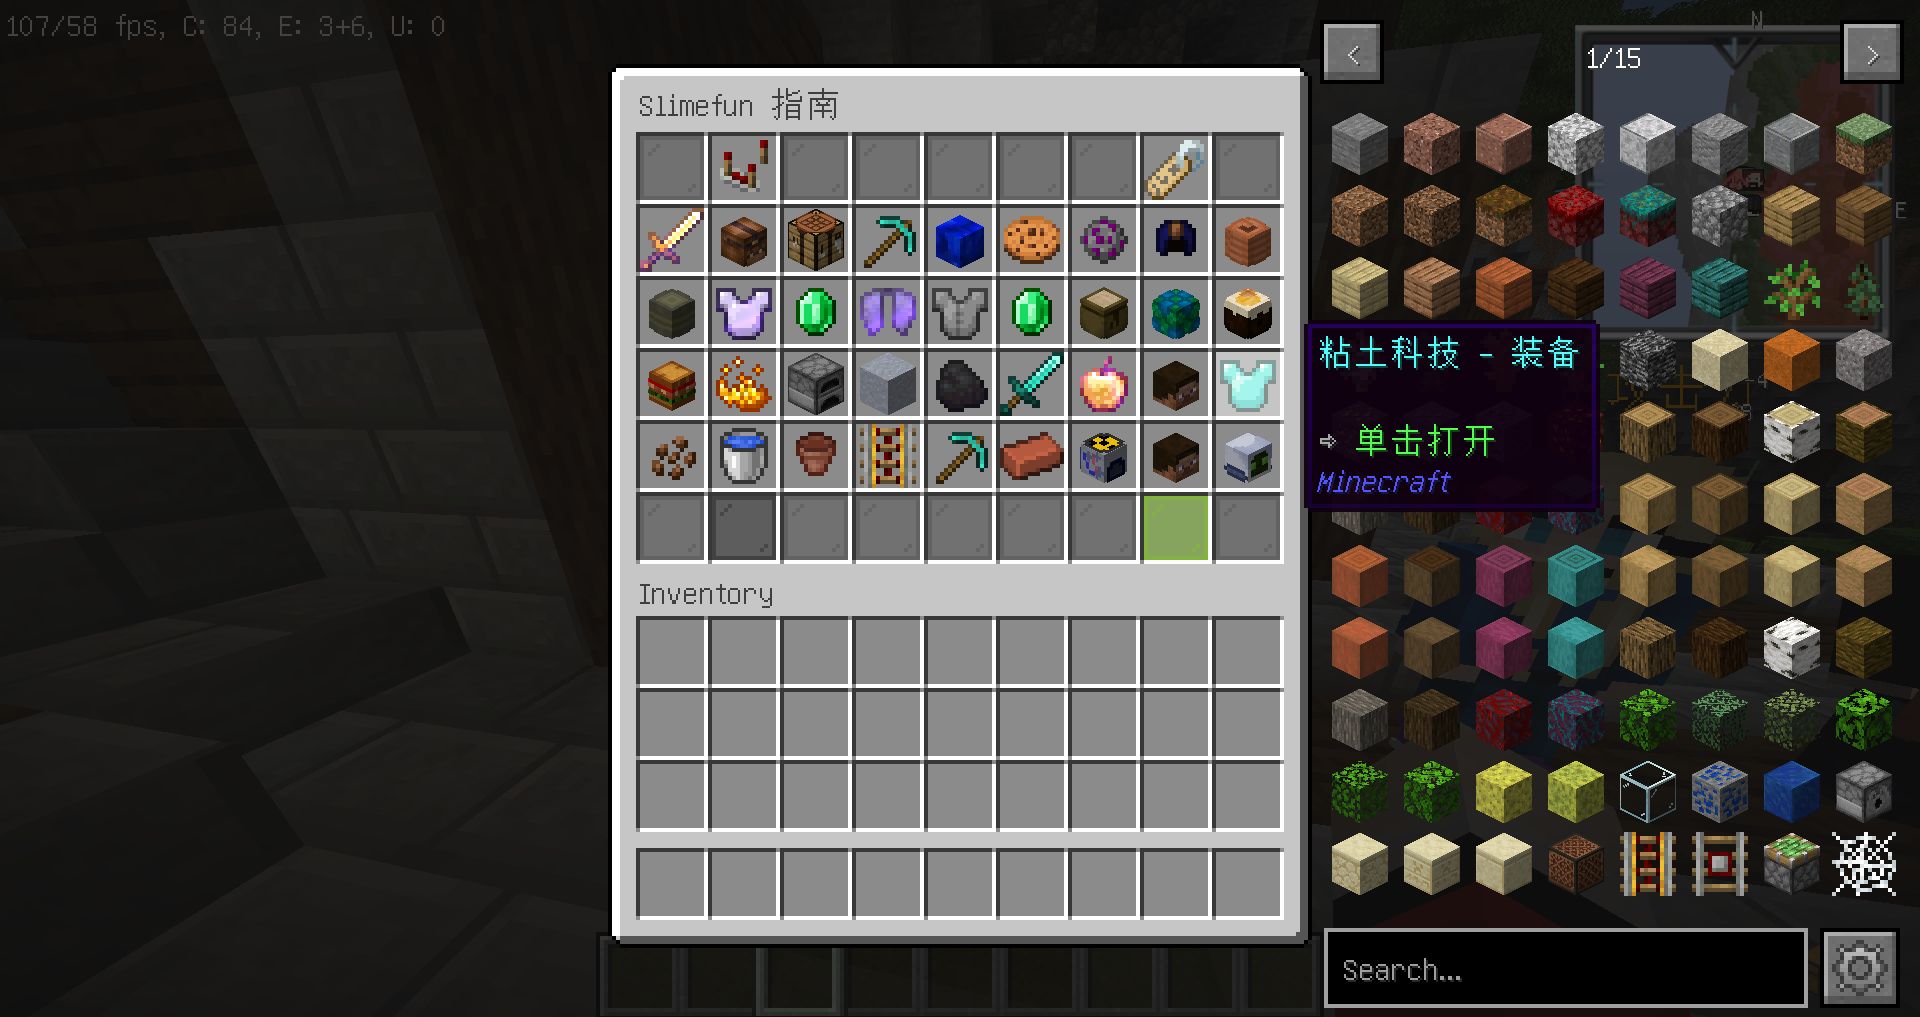 107/58 fps, C: 84, E: 3+6, U: 0
N
1/15
Slimefun 指南
E
粘土科技 - 装备
⇨ 单击打开
Minecraft
Inventory
Search...